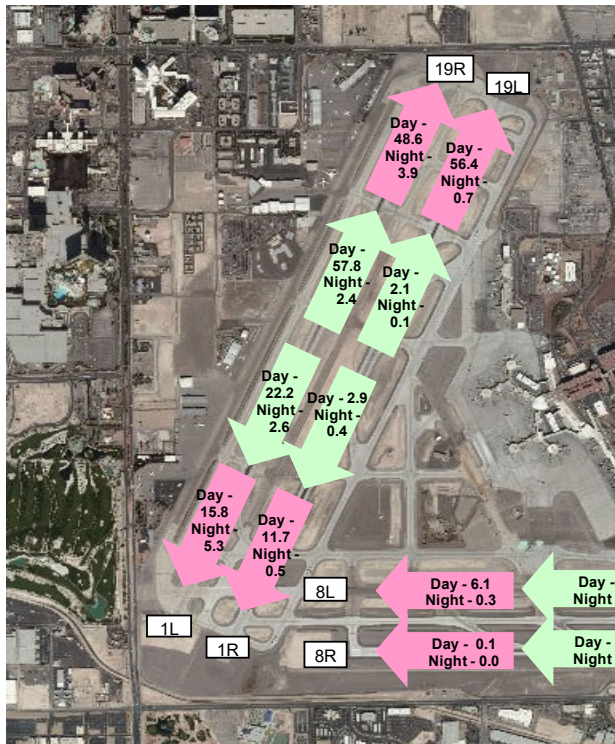 19R
19L
Day -
48.6
Night -
3.9
Day -
56.4
Night -
0.7
Day -
57.8
Night -
2.4
Day -
2.1
Night -
0.1
Day -
22.2
Night -
2.6
Day - 2.9
Night -
0.4
Day -
15.8
Night -
5.3
Day -
11.7
Night -
0.5
8L
Day - 6.1
Night - 0.3
Day -
Night
1L
1R
8R
Day - 0.1
Night - 0.0
Day -
Night